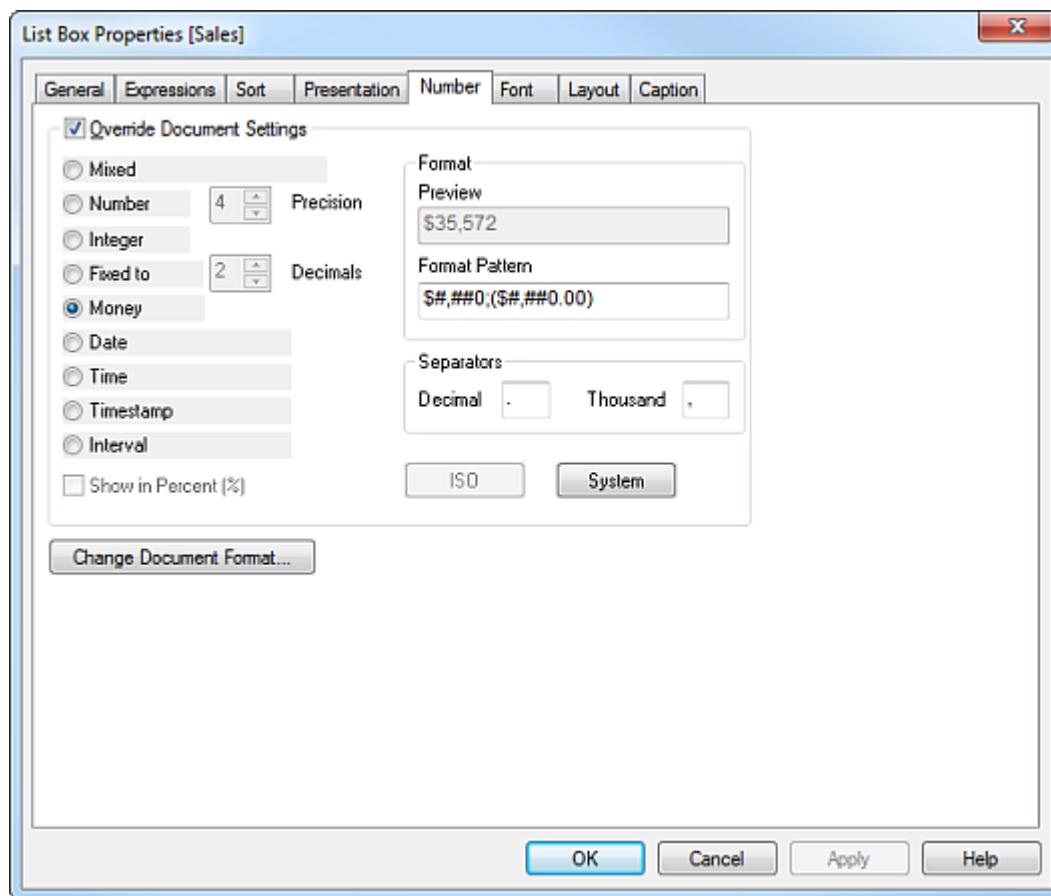 List Box Properties [Sales]
General Expressions Sort Presentation Number Font Layout Caption
Override Document Settings
Mixed
Number 4 Precision
Integer
Fixed to 2 Decimals
Money
Date
Time
Timestamp
Interval
Show in Percent (%)
Format
Preview
$35,572
Format Pattern
$#,##0;($#,##0.00)
Separators
Decimal . Thousand ,
ISO System
Change Document Format...
OK Cancel Apply Help